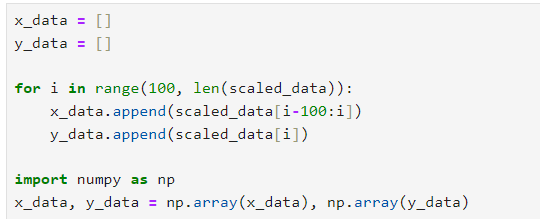 x_data = []
y_data = []
for i in range(100, len(scaled_data)):
    x_data.append(scaled_data[i-100:i])
    y_data.append(scaled_data[i])
import numpy as np
x_data, y_data = np.array(x_data), np.array(y_data)